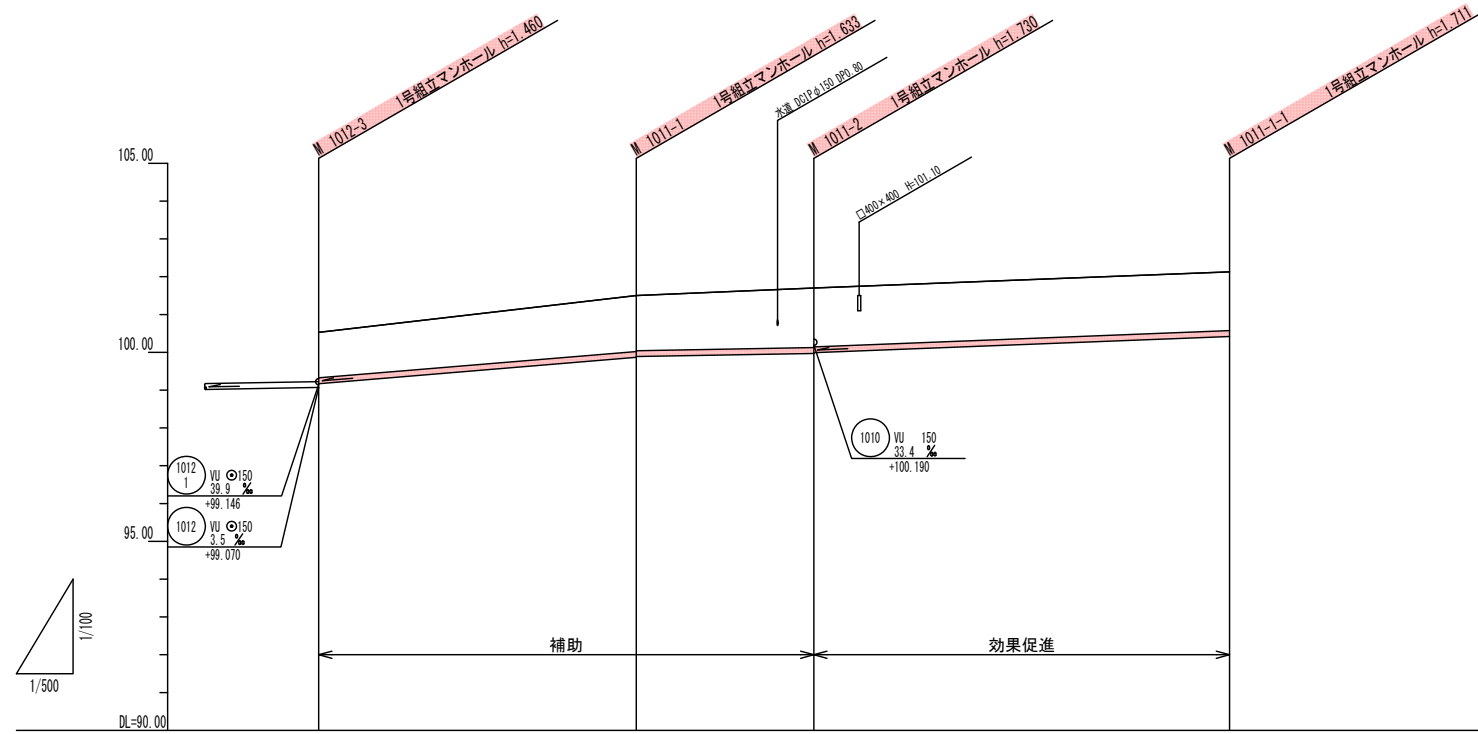 M 1012-3 1号組立マンホール h=1.460
M 1011-1 1号組立マンホール h=1.633
水道 DCIPφ150 DP0.80
M 1011-2 1号組立マンホール h=1.730
□400×400 H=101.10
M 1011-1-1 1号組立マンホール h=1.711
105.00
100.00
95.00
DL=90.00
1012
1
VU ⊙150
39.9 ‰
+99.146
1012
VU ⊙150
3.5 ‰
+99.070
1010
VU 150
33.4 ‰
+100.190
1/100
1/500
補助
効果促進